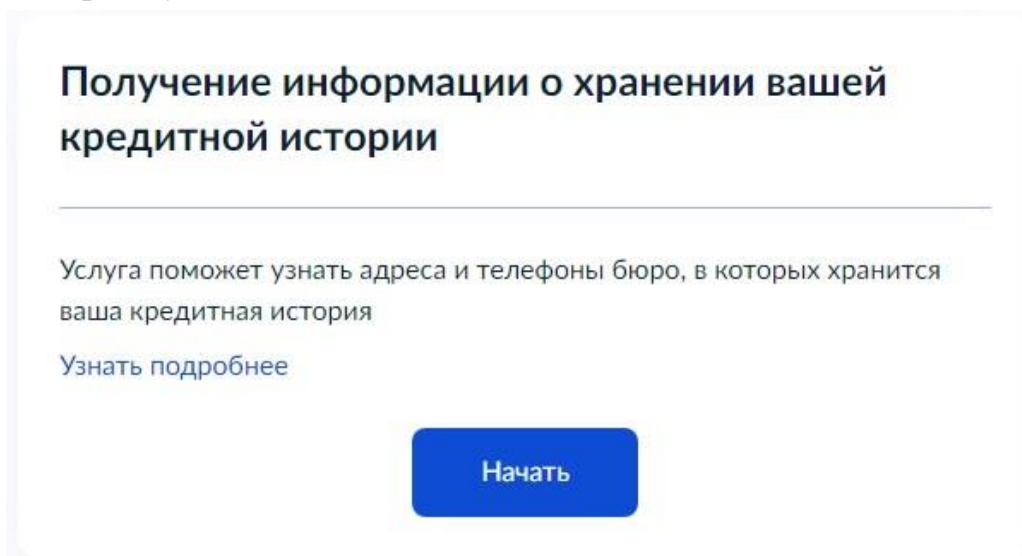 Получение информации о хранении вашей
кредитной истории
Услуга поможет узнать адреса и телефоны бюро, в которых хранится
ваша кредитная история
Узнать подробнее
Начать